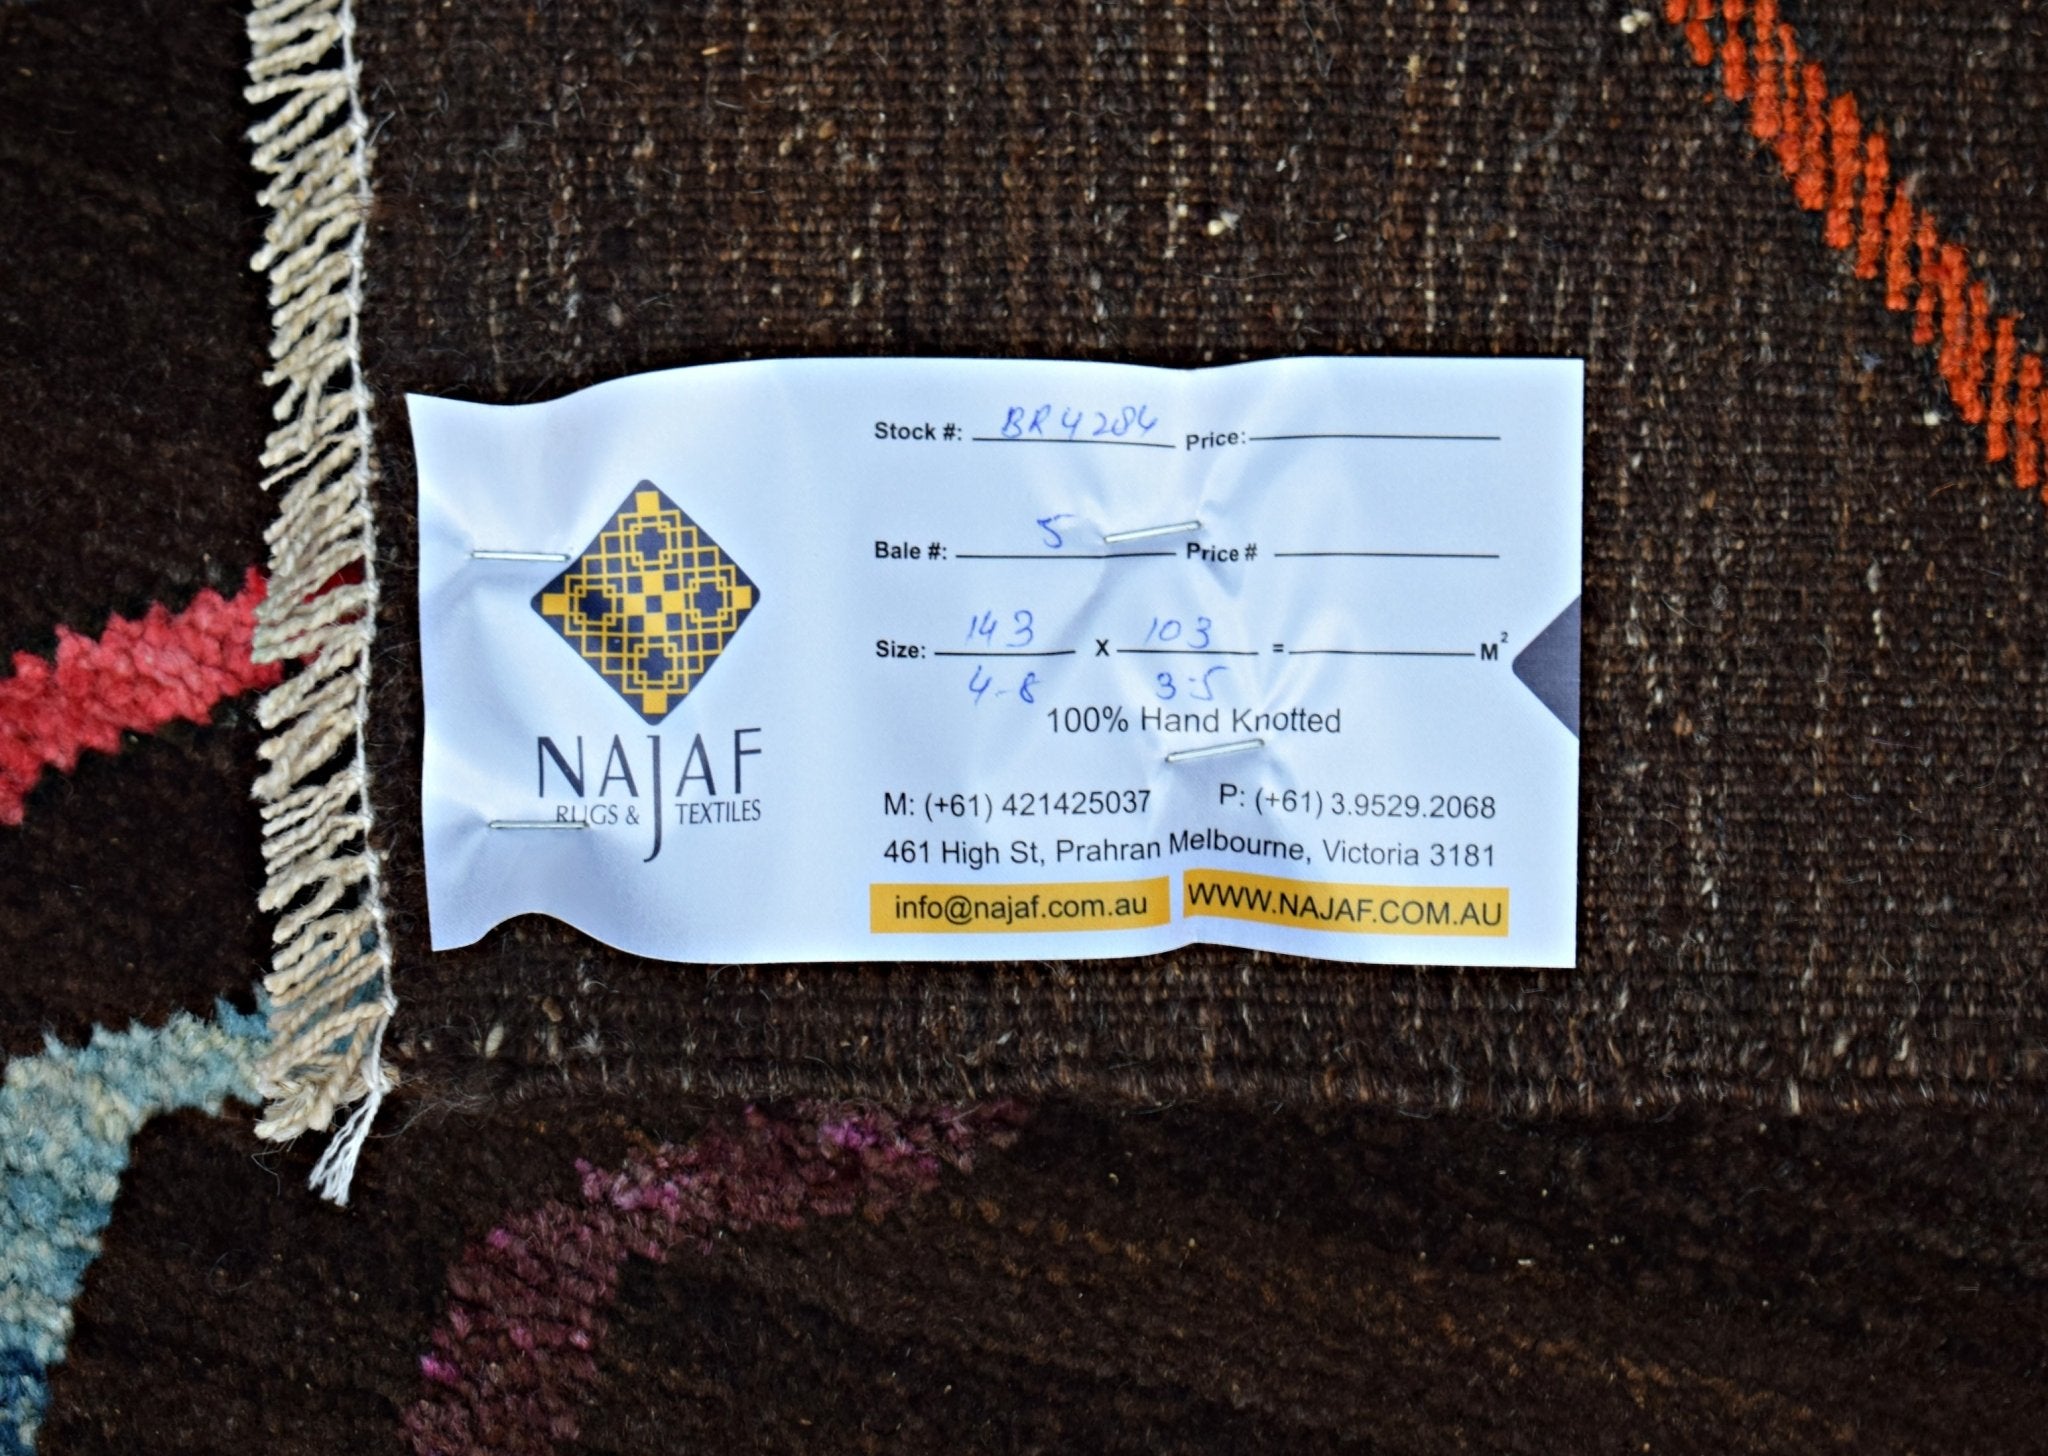 NAJAF
RUGS & TEXTILES
Stock #: BR4284 Price:
Bale #: 5 Price #
Size: 143 X 103 = M²
4-8 3-5
100% Hand Knotted
M: (+61) 421425037 P: (+61) 3.9529.2068
461 High St, Prahran Melbourne, Victoria 3181
info@najaf.com.au WWW.NAJAF.COM.AU